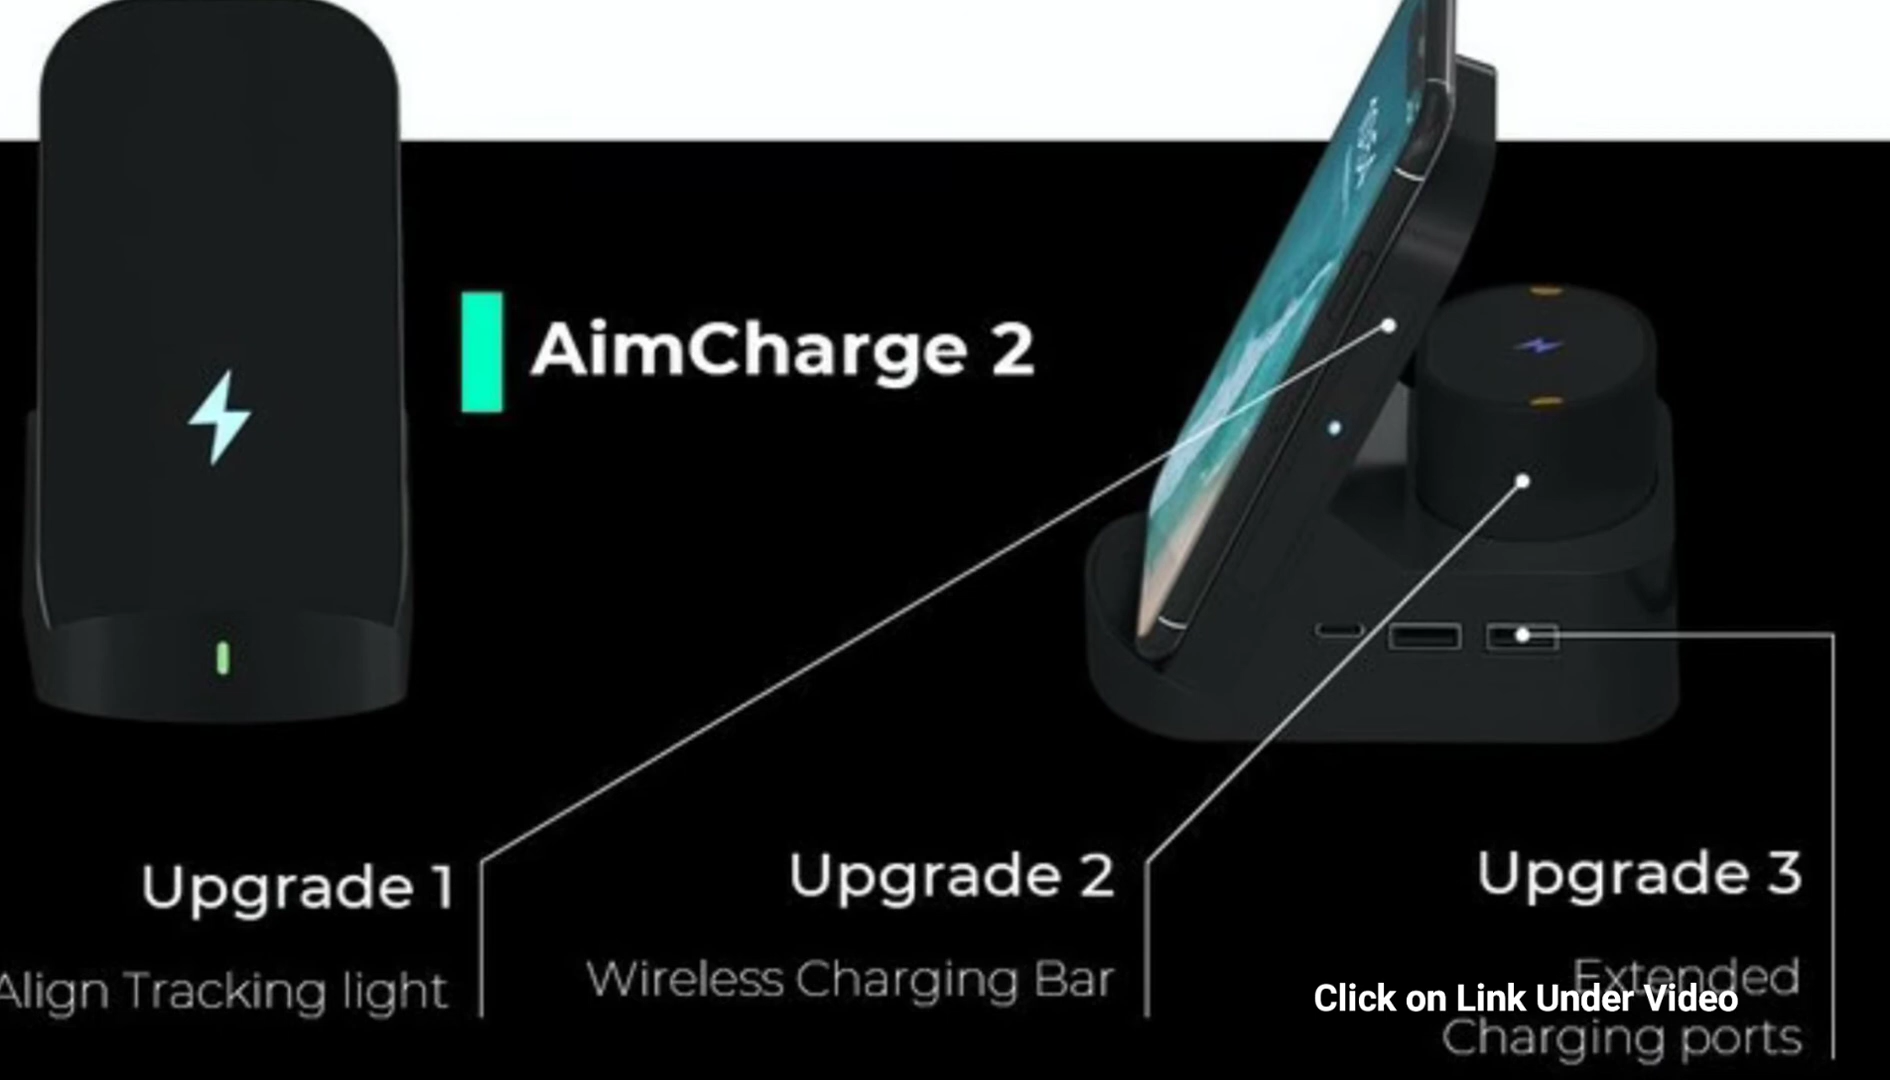 AimCharge 2
Upgrade 1
Align Tracking light
Upgrade 2
Wireless Charging Bar
Upgrade 3
Extended
Charging ports
Click on Link Under Video